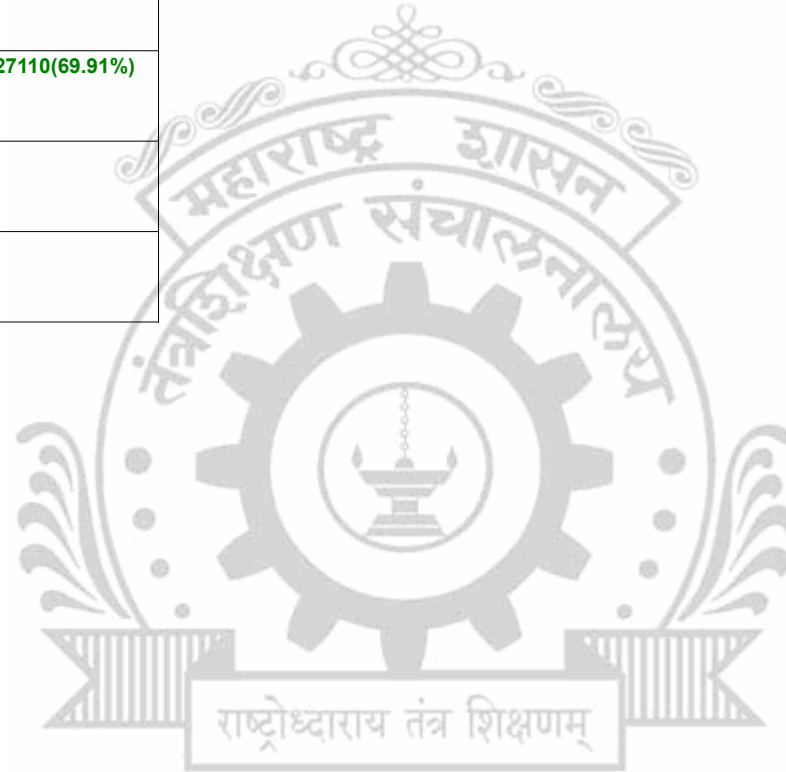 27110(69.91%)
महाराष्ट्र शासन
तंत्रशिक्षण संचालनालय
राष्ट्रोध्दाराय तंत्र शिक्षणम्